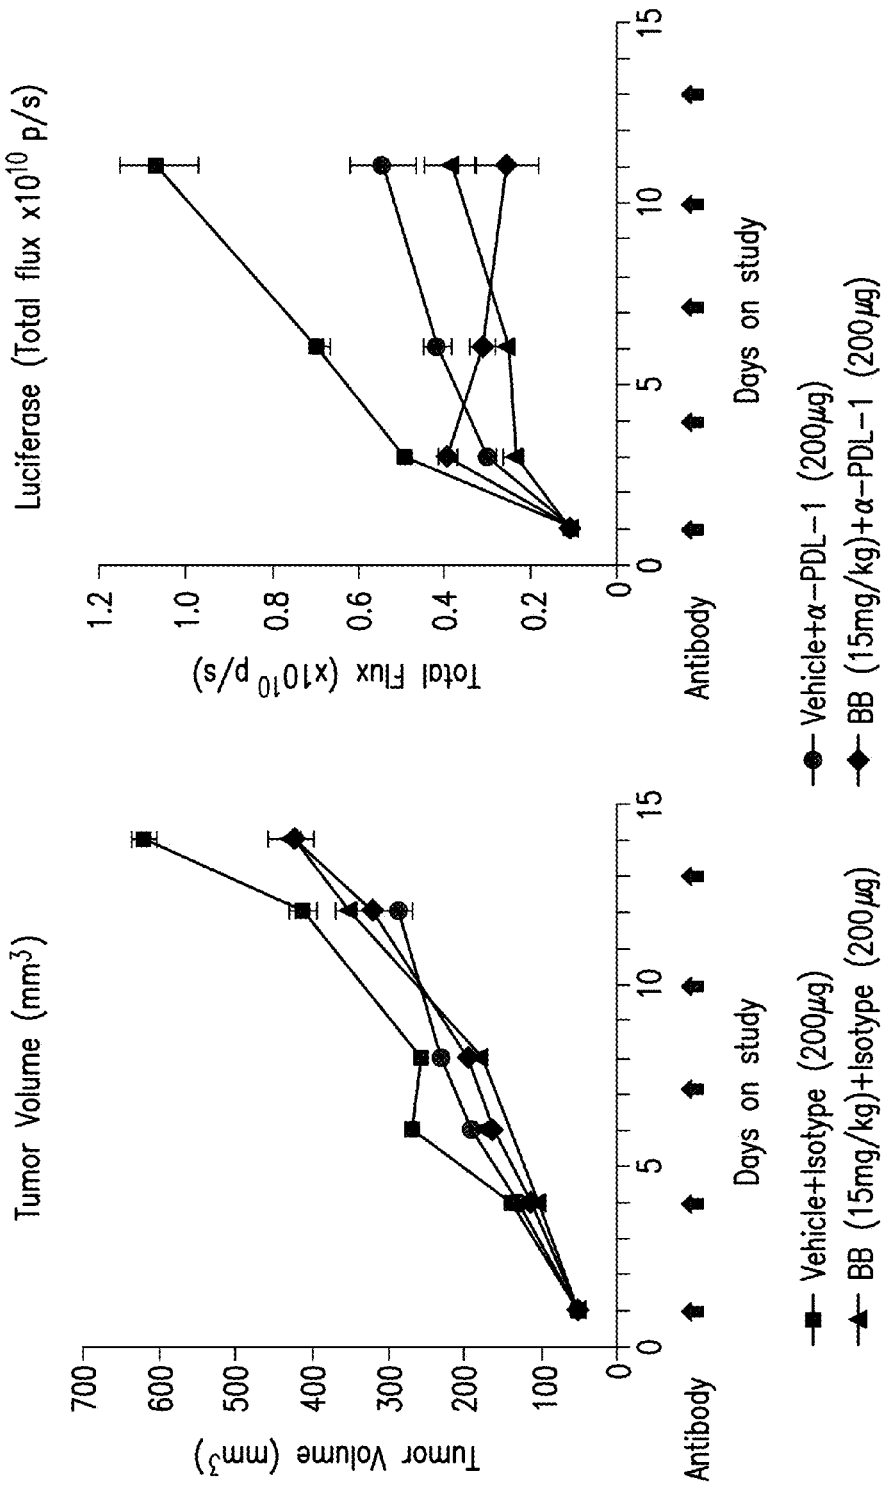 Tumor Volume (mm³)
Tumor Volume (mm³)
700
600
500
400
300
200
100
0
0
5
10
15
Days on study
Antibody
Luciferase (Total flux x10¹⁰ p/s)
Total Flux (x10¹⁰ p/s)
1.2
1.0
0.8
0.6
0.4
0.2
0
0
5
10
15
Days on study
Antibody
Vehicle+Isotype (200µg)
Vehicle+α-PDL-1 (200µg)
BB (15mg/kg)+Isotype (200µg)
BB (15mg/kg)+α-PDL-1 (200µg)